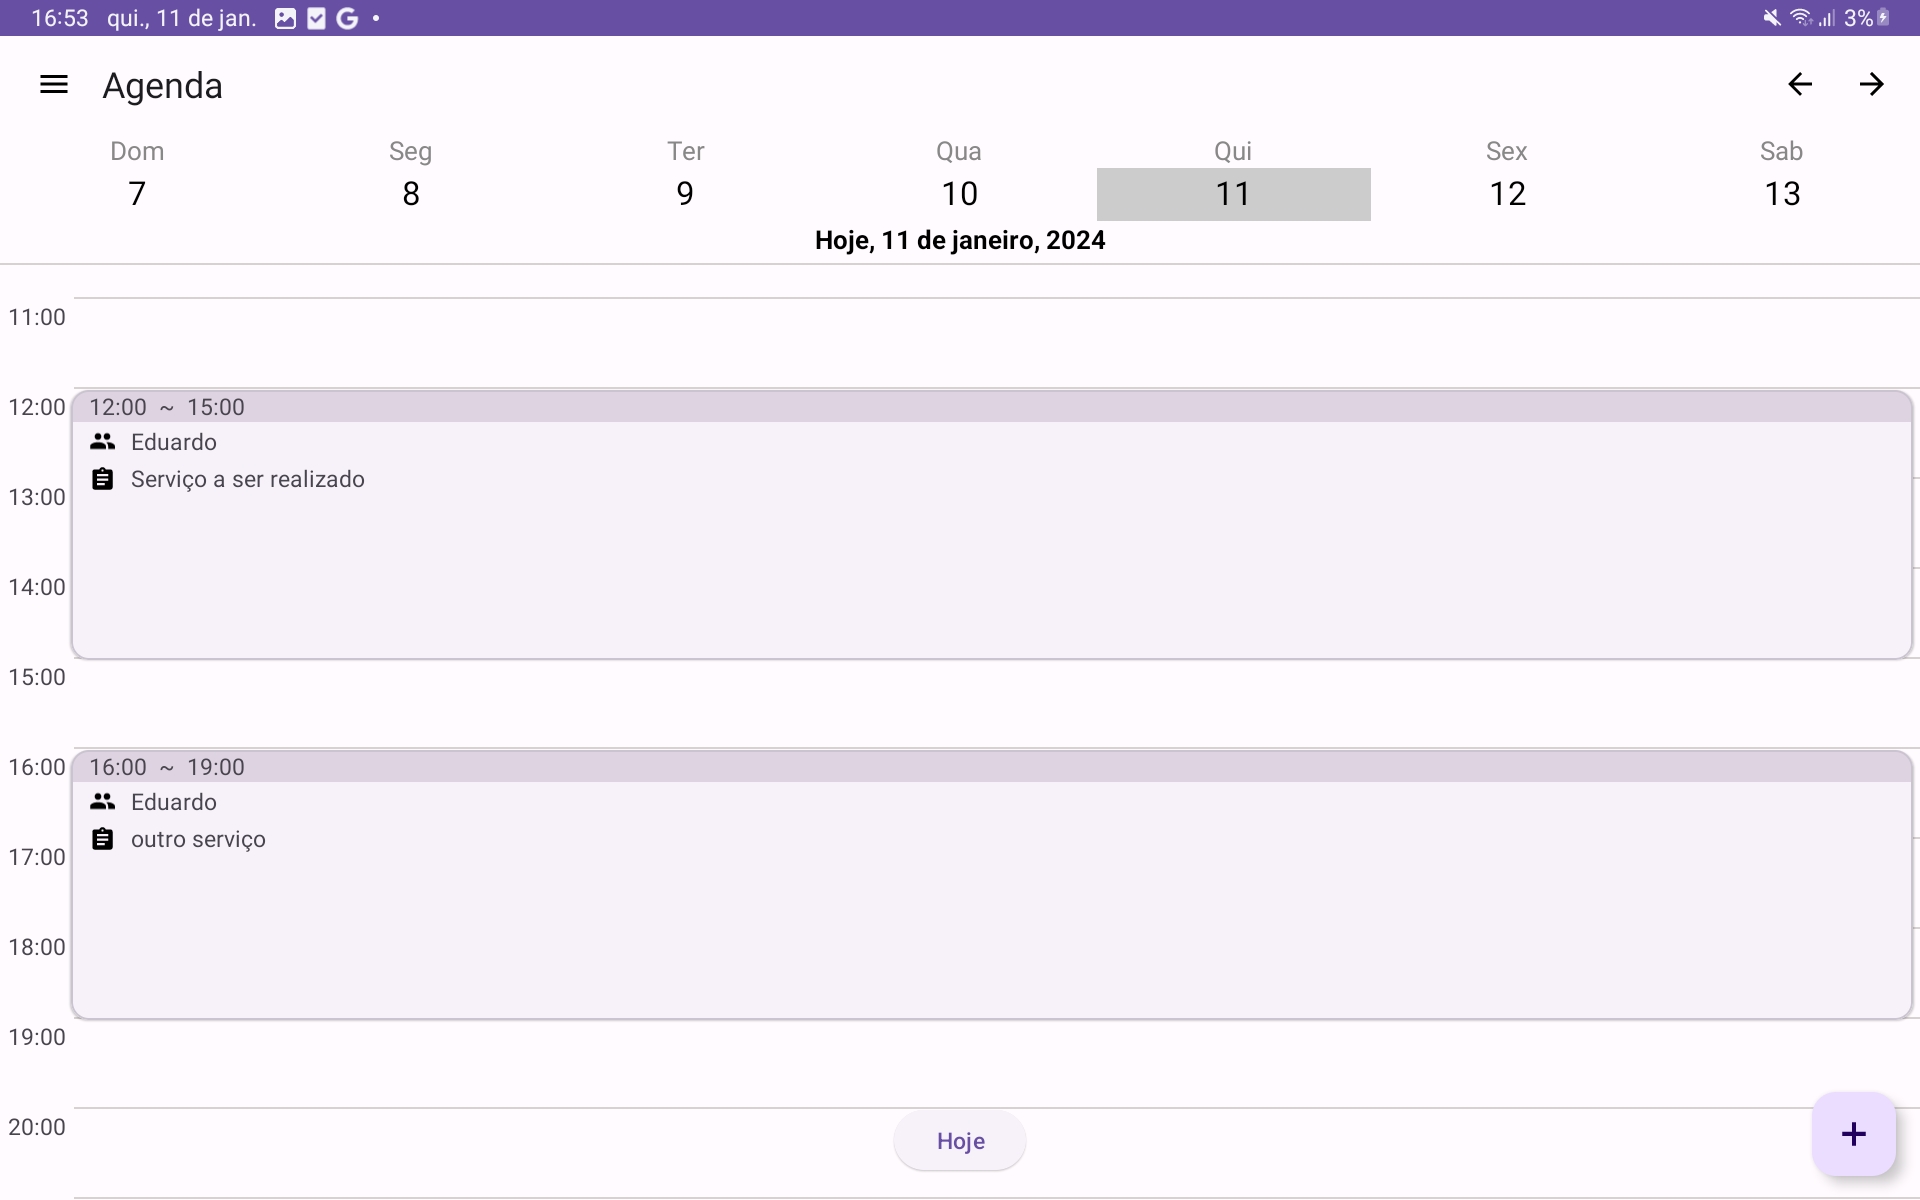 16:53 qui., 11 de jan.
3%
Agenda
Dom Seg Ter Qua Qui Sex Sab
7 8 9 10 11 12 13
Hoje, 11 de janeiro, 2024
11:00
12:00
12:00 ~ 15:00
Eduardo
Serviço a ser realizado
13:00
14:00
15:00
16:00
16:00 ~ 19:00
Eduardo
outro serviço
17:00
18:00
19:00
20:00
Hoje
+